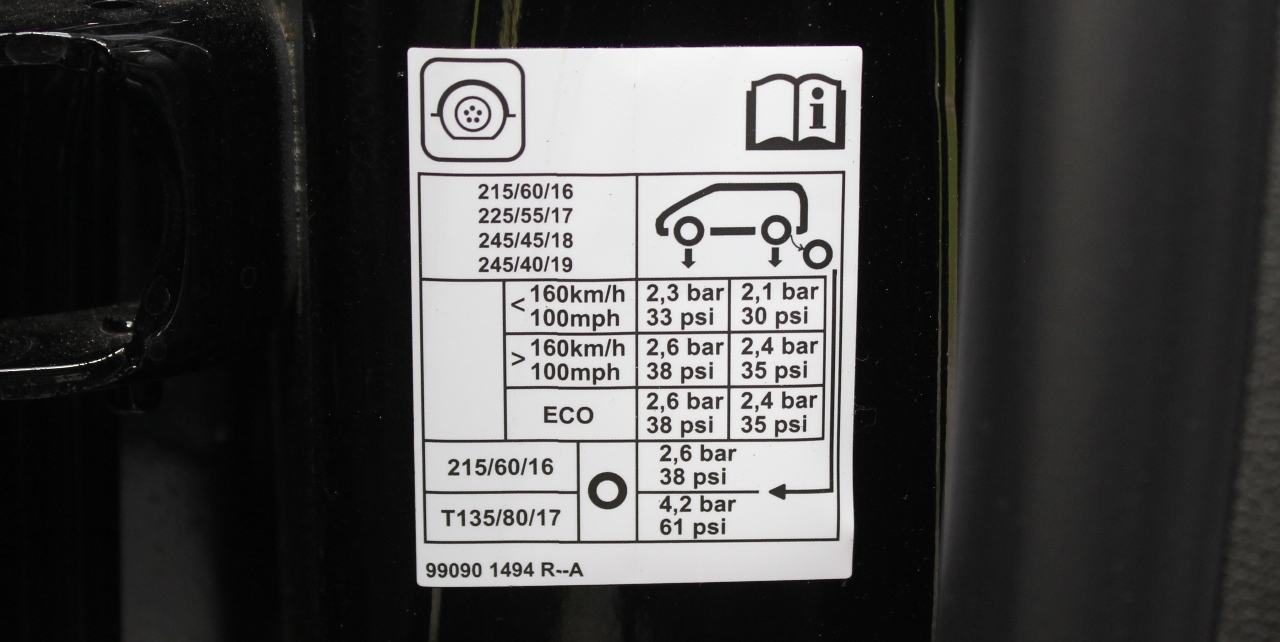 i
215/60/16
225/55/17
245/45/18
245/40/19
< 160km/h 100mph
2,3 bar 33 psi
2,1 bar 30 psi
> 160km/h 100mph
2,6 bar 38 psi
2,4 bar 35 psi
ECO
2,6 bar 38 psi
2,4 bar 35 psi
215/60/16
2,6 bar
38 psi
T135/80/17
4,2 bar
61 psi
99090 1494 R--A